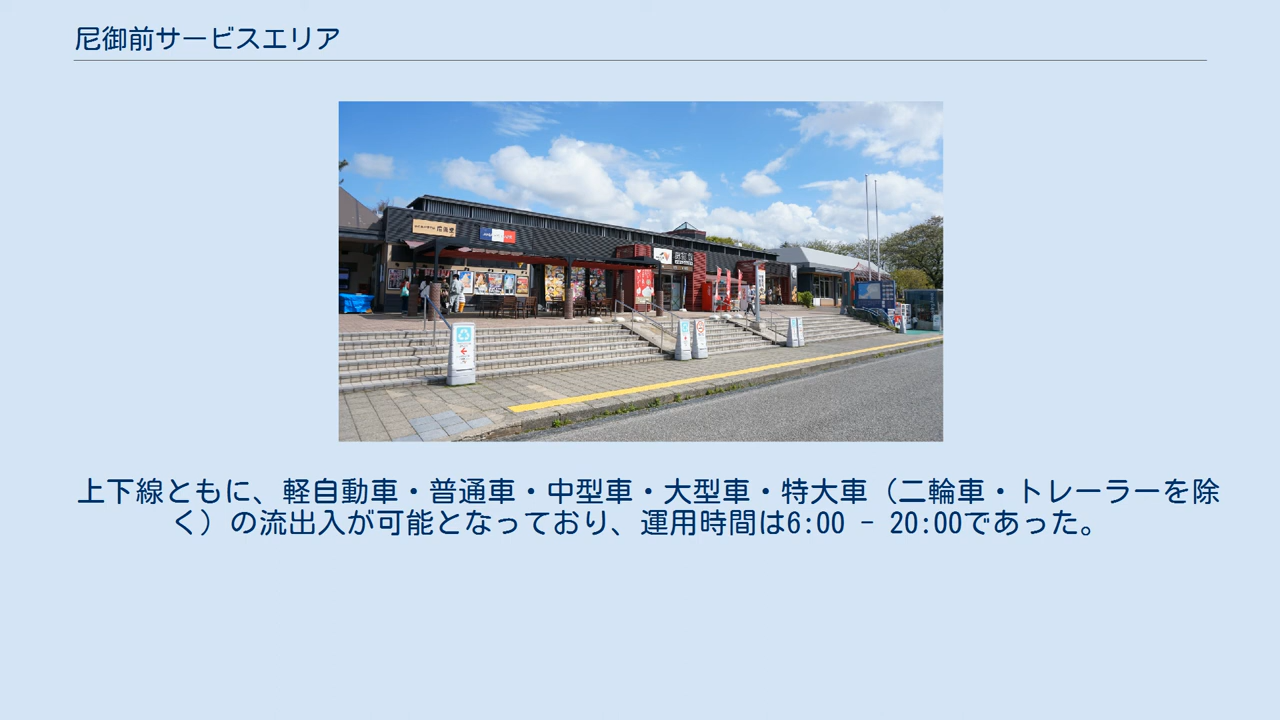 尼御前サービスエリア
上下線ともに、軽自動車・普通車・中型車・大型車・特大車（二輪車・トレーラーを除
く）の流出入が可能となっており、運用時間は6:00 - 20:00であった。